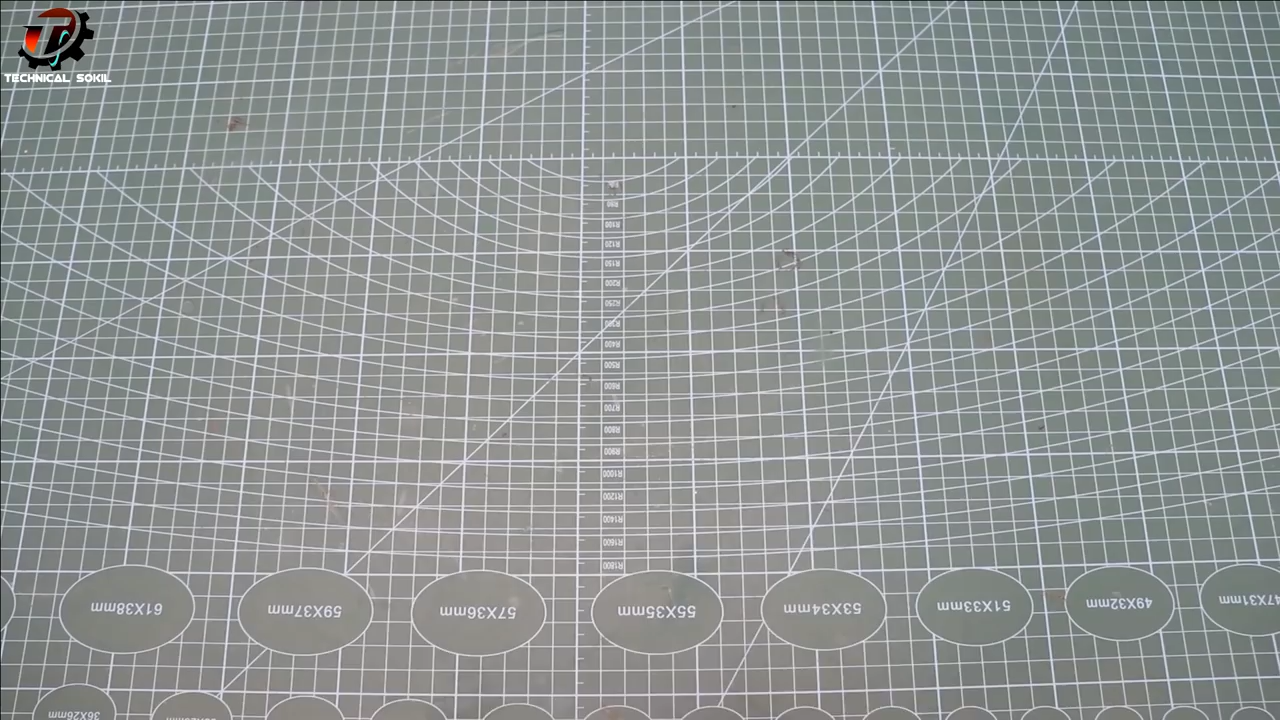 TECHNICAL SOKIL
R90
R100
R120
R150
R200
R250
R300
R400
R500
R600
R700
R800
R900
R1000
R1200
R1400
R1600
R1800
61X38mm
59X37mm
57X36mm
55X35mm
53X34mm
51X33mm
49X32mm
47X31mm
36X26mm